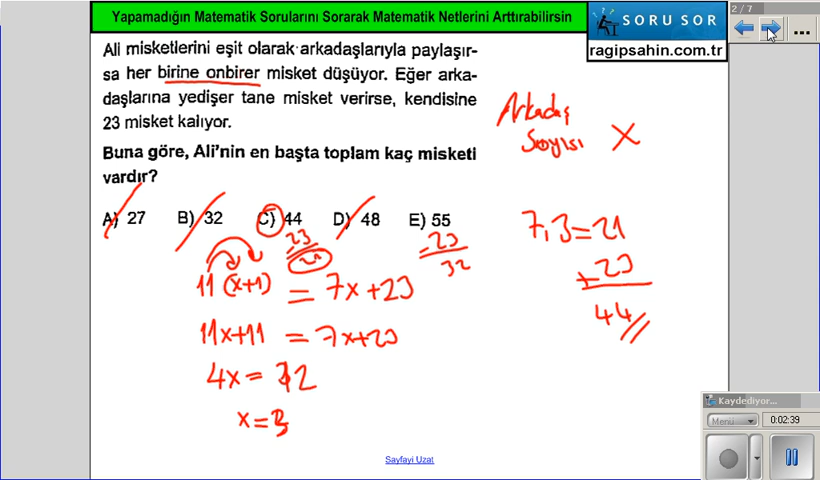 Yapamadığın Matematik Sorularını Sorarak Matematik Netlerini Arttırabilirsin
SORU SOR
ragipsahin.com.tr
2 / 7
Ali misketlerini eşit olarak arkadaşlarıyla paylaşır-
sa her birine onbirer misket düşüyor. Eğer arka-
daşlarına yedişer tane misket verirse, kendisine
23 misket kalıyor.
Buna göre, Ali'nin en başta toplam kaç misketi
vardır?
A) 27 B) 32 C) 44 D) 48 E) 55
Arkadaş
Sayısı X
7.3=21
+ 23
44
- 23
21
- 23
32
11 (x+1) = 7x+23
11x+11 = 7x+23
4x = 12
x = 3
Sayfayi Uzat
Kaydediyor...
Menü
0:02:39